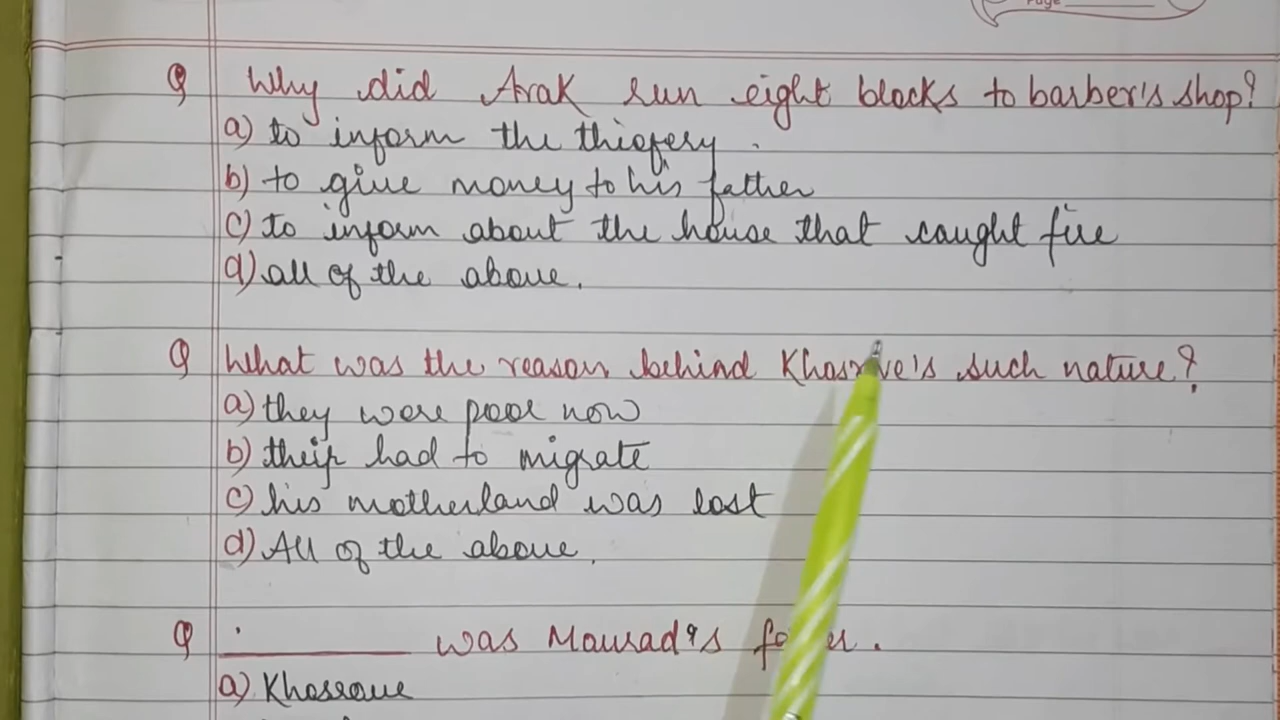 Page
Q Why did Arak run eight blocks to barber's shop?
a) to inform the thiefery.
b) to give money to his father
c) to inform about the house that caught fire
d) all of the above.
Q What was the reason behind Khosrove's such nature?
a) they were poor now
b) their had to migrate
c) his motherland was lost
d) All of the above.
Q ________ was Mourad's .
a) Khosrove